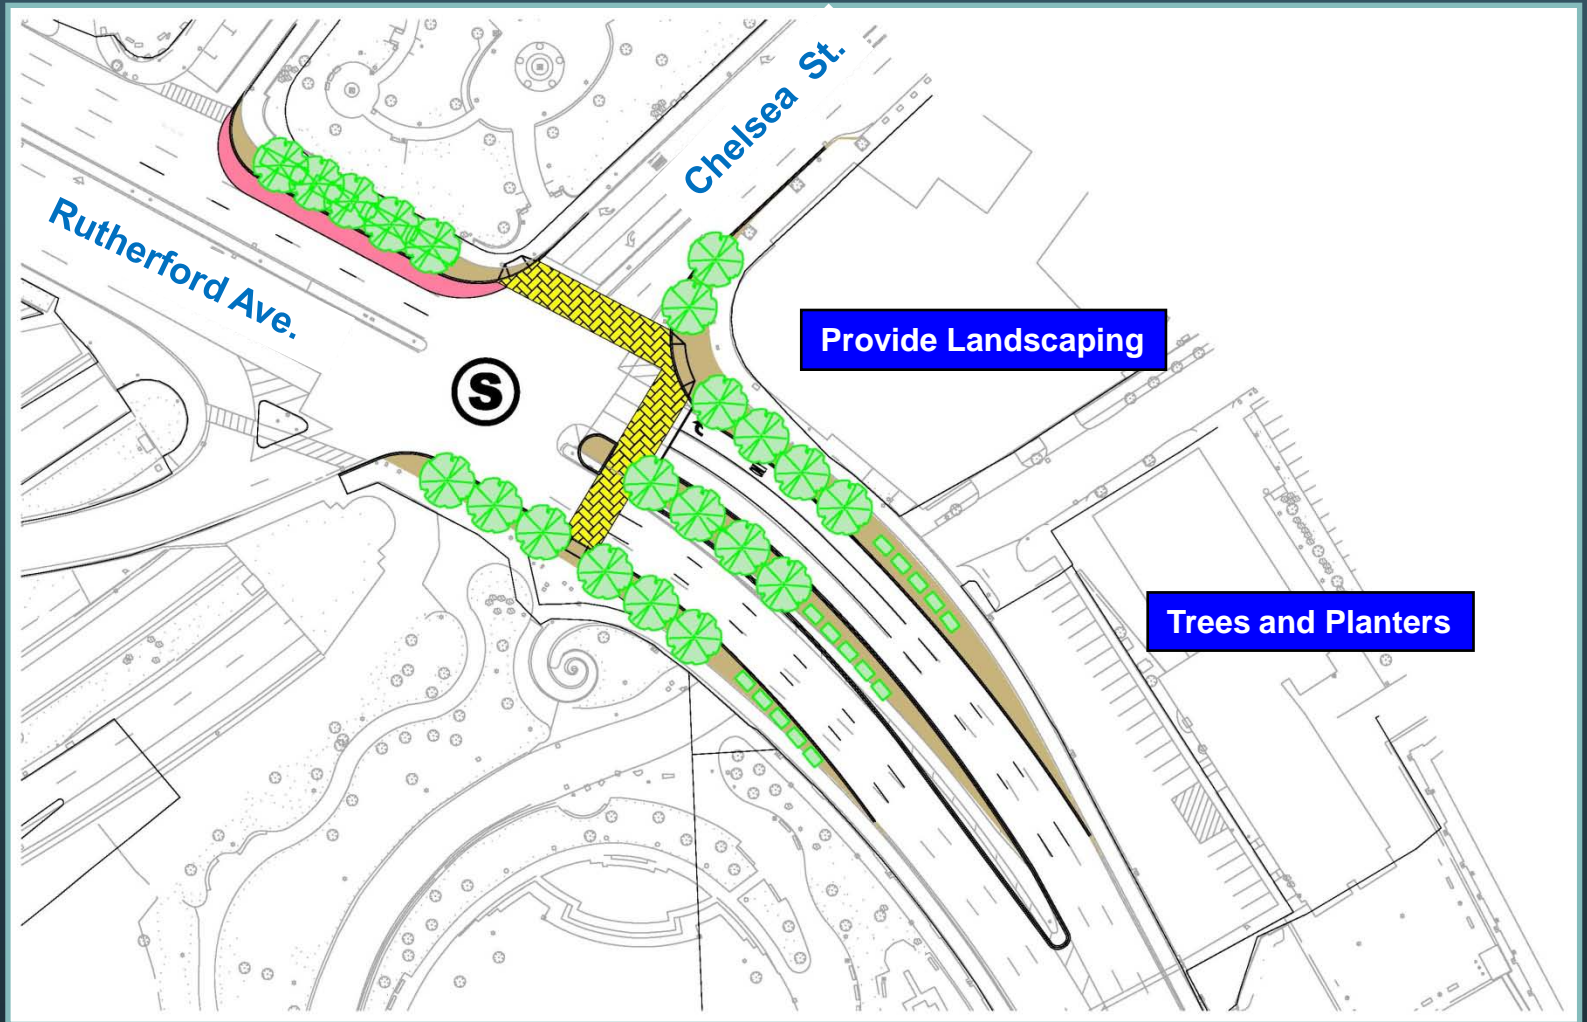 Chelsea St.
Rutherford Ave.
Provide Landscaping
S
Trees and Planters